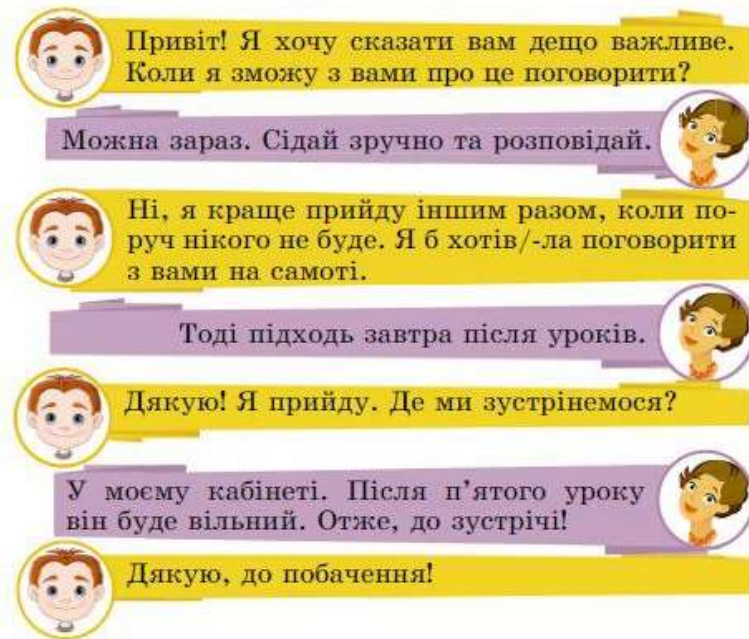 Привіт! Я хочу сказати вам дещо важливе.
Коли я зможу з вами про це поговорити?
Можна зараз. Сідай зручно та розповідай.
Ні, я краще прийду іншим разом, коли по-
руч нікого не буде. Я б хотів/-ла поговорити
з вами на самоті.
Тоді підходь завтра після уроків.
Дякую! Я прийду. Де ми зустрінемося?
У моєму кабінеті. Після п’ятого уроку
він буде вільний. Отже, до зустрічі!
Дякую, до побачення!